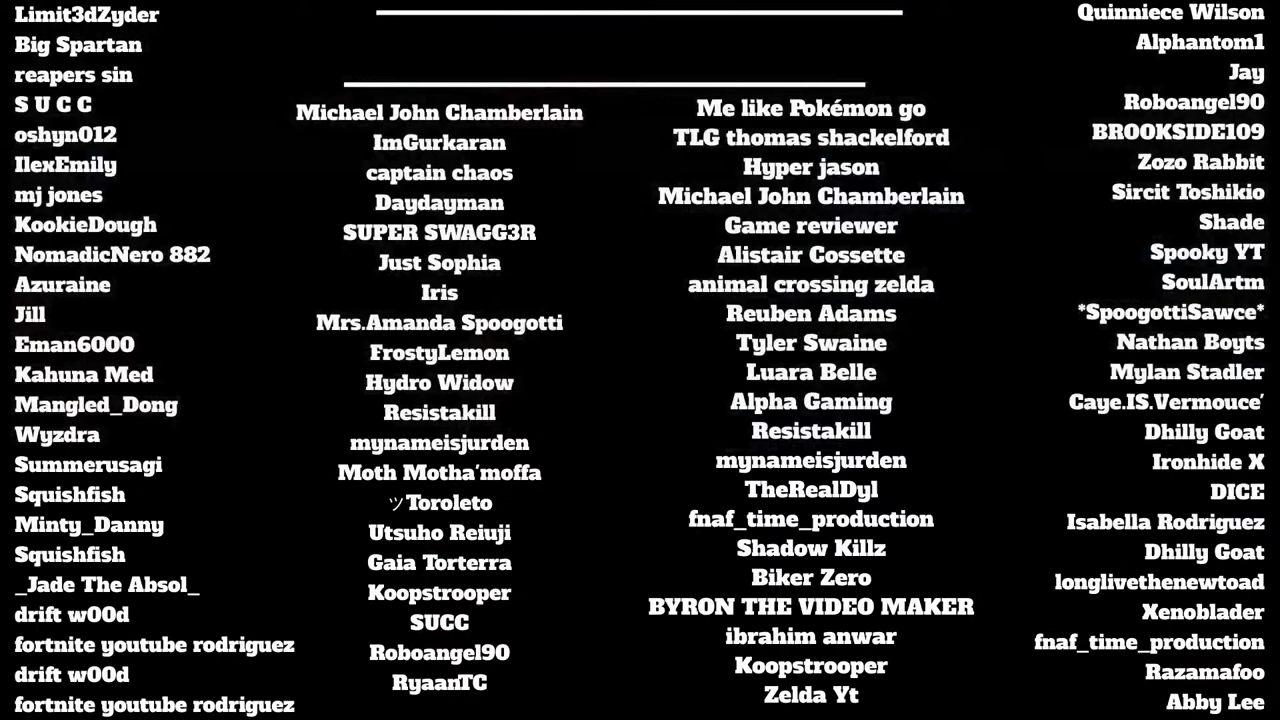 Limit3dZyder
Big Spartan
reapers sin
S U C C
oshyn012
IlexEmily
mj jones
KookieDough
NomadicNero 882
Azuraine
Jill
Eman6000
Kahuna Med
Mangled_Dong
Wyzdra
Summerusagi
Squishfish
Minty_Danny
Squishfish
_Jade The Absol_
drift w00d
fortnite youtube rodriguez
drift w00d
fortnite youtube rodriguez
Michael John Chamberlain
ImGurkaran
captain chaos
Daydayman
SUPER SWAGG3R
Just Sophia
Iris
Mrs.Amanda Spoogotti
FrostyLemon
Hydro Widow
Resistakill
mynameisjurden
Moth Motha'moffa
ッToroleto
Utsuho Reiuji
Gaia Torterra
Koopstrooper
SUCC
Roboangel90
RyaanTC
Me like Pokémon go
TLG thomas shackelford
Hyper jason
Michael John Chamberlain
Game reviewer
Alistair Cossette
animal crossing zelda
Reuben Adams
Tyler Swaine
Luara Belle
Alpha Gaming
Resistakill
mynameisjurden
TheRealDyl
fnaf_time_production
Shadow Killz
Biker Zero
BYRON THE VIDEO MAKER
ibrahim anwar
Koopstrooper
Zelda Yt
Quinniece Wilson
Alphantom1
Jay
Roboangel90
BROOKSIDE109
Zozo Rabbit
Sircit Toshikio
Shade
Spooky YT
SoulArtm
*SpoogottiSawce*
Nathan Boyts
Mylan Stadler
Caye.IS.Vermouce'
Dhilly Goat
Ironhide X
DICE
Isabella Rodriguez
Dhilly Goat
longlivethenewtoad
Xenoblader
fnaf_time_production
Razamafoo
Abby Lee